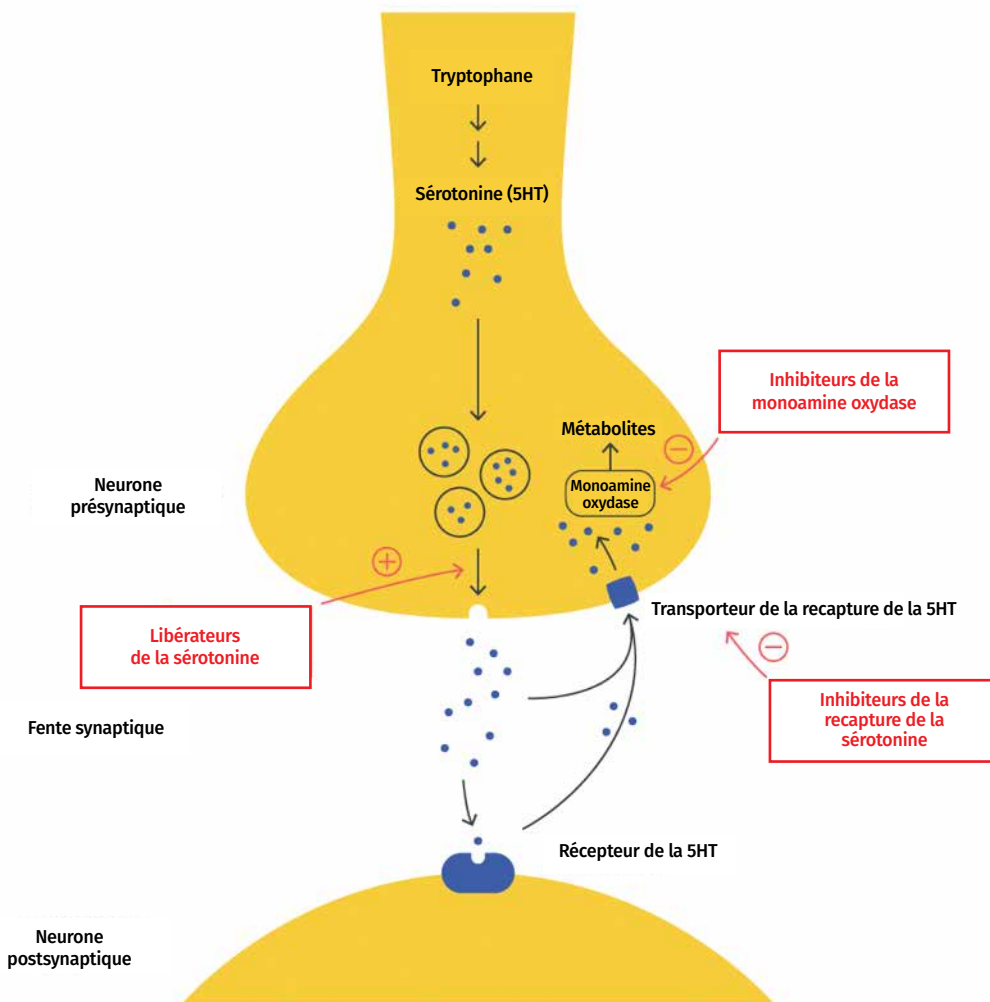 Tryptophane
Sérotonine (5HT)
Inhibiteurs de la
monoamine oxydase
Métabolites
Monoamine
oxydase
Neurone
présynaptique
Transporteur de la recapture de la 5HT
Libérateurs
de la sérotonine
Inhibiteurs de la
recapture de la
sérotonine
Fente synaptique
Récepteur de la 5HT
Neurone
postsynaptique